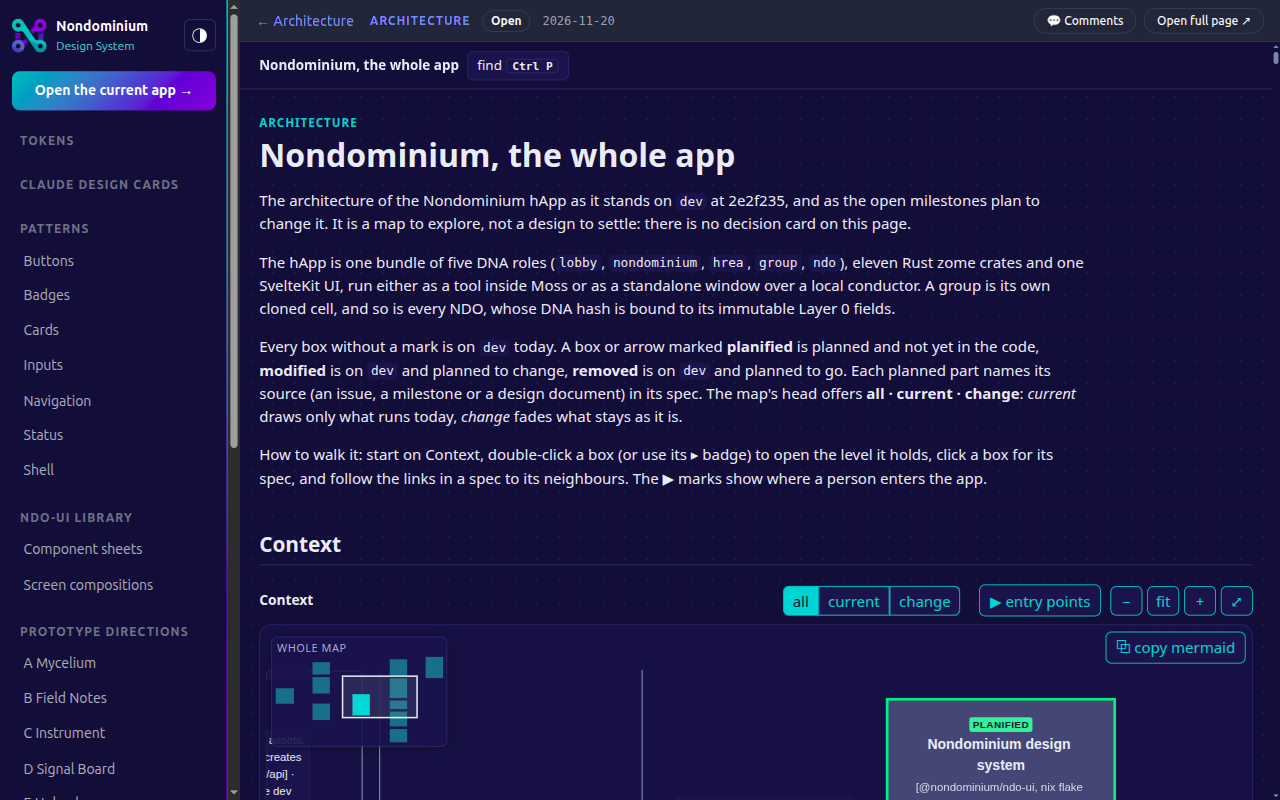 Nondominium
Design System
Open the current app →
TOKENS
CLAUDE DESIGN CARDS
PATTERNS
Buttons
Badges
Cards
Inputs
Navigation
Status
Shell
NDO-UI LIBRARY
Component sheets
Screen compositions
PROTOTYPE DIRECTIONS
A Mycelium
B Field Notes
C Instrument
D Signal Board
← Architecture ARCHITECTURE Open 2026-11-20
💬 Comments Open full page ↗
Nondominium, the whole app find Ctrl P
ARCHITECTURE
Nondominium, the whole app
The architecture of the Nondominium hApp as it stands on dev at 2e2f235, and as the open milestones plan to
change it. It is a map to explore, not a design to settle: there is no decision card on this page.
The hApp is one bundle of five DNA roles ( lobby , nondominium , hrea , group , ndo ), eleven Rust zome crates and one
SvelteKit UI, run either as a tool inside Moss or as a standalone window over a local conductor. A group is its own
cloned cell, and so is every NDO, whose DNA hash is bound to its immutable Layer 0 fields.
Every box without a mark is on dev today. A box or arrow marked planified is planned and not yet in the code,
modified is on dev and planned to change, removed is on dev and planned to go. Each planned part names its
source (an issue, a milestone or a design document) in its spec. The map's head offers all · current · change: current
draws only what runs today, change fades what stays as it is.
How to walk it: start on Context, double-click a box (or use its ▸ badge) to open the level it holds, click a box for its
spec, and follow the links in a spec to its neighbours. The ▶ marks show where a person enters the app.
Context
Context all current change ▶ entry points − fit + ⤢
WHOLE MAP
copy mermaid
PLANIFIED
Nondominium design
system
[@nondominium/ndo-ui, nix flake
assets,
creates
/api] ·
e dev